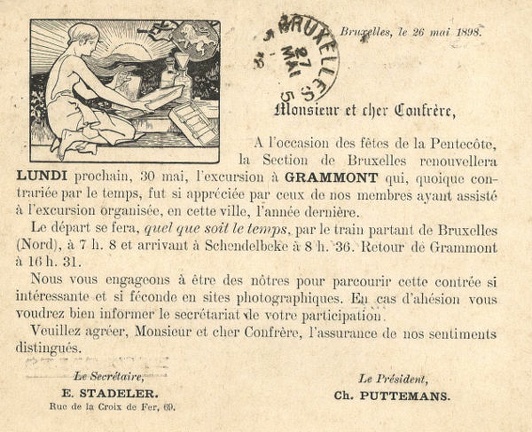 Bruxelles, le 26 mai 1898.
BRUXELLES
27
MAI
Monsieur et cher Confrère,
A l'occasion des fêtes de la Pentecôte,
la Section de Bruxelles renouvellera
LUNDI prochain, 30 mai, l'excursion à GRAMMONT qui, quoique con-
trariée par le temps, fut si appréciée par ceux de nos membres ayant assisté
à l'excursion organisée, en cette ville, l'année dernière.
Le départ se fera, quel que soit le temps, par le train partant de Bruxelles
(Nord), à 7 h. 8 et arrivant à Schendelbeke à 8 h. 36. Retour de Grammont
à 16 h. 31.
Nous vous engageons à être des nôtres pour parcourir cette contrée si
intéressante et si féconde en sites photographiques. En cas d'ahésion vous
voudrez bien informer le secrétariat de votre participation.
Veuillez agréer, Monsieur et cher Confrère, l'assurance de nos sentiments
distingués.
Le Secrétaire,
E. STADELER.
Rue de la Croix de Fer, 69.
Le Président,
Ch. PUTTEMANS.